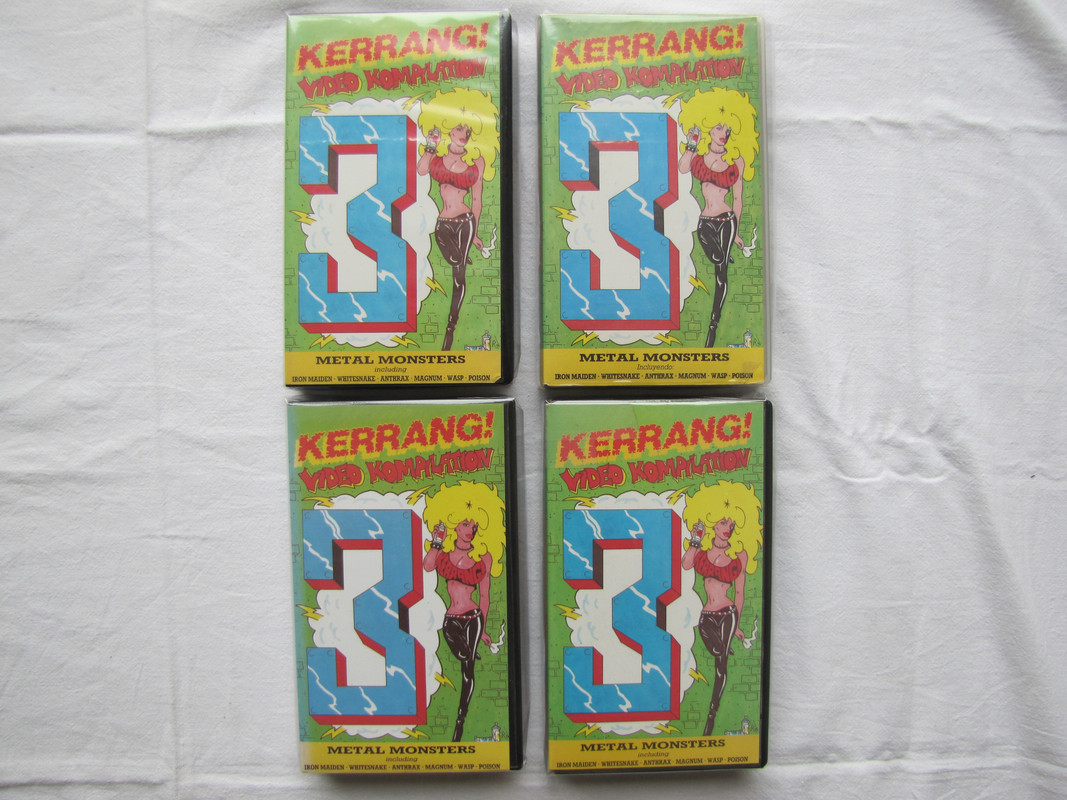 KERRANG!
VIDEO KOMPILATION
3
METAL MONSTERS
including
IRON MAIDEN · WHITESNAKE · ANTHRAX · MAGNUM · WASP · POISON
KERRANG!
VIDEO KOMPILATION
3
METAL MONSTERS
Incluyendo
IRON MAIDEN · WHITESNAKE · ANTHRAX · MAGNUM · WASP · POISON
KERRANG!
VIDEO KOMPILATION
3
METAL MONSTERS
including
IRON MAIDEN · WHITESNAKE · ANTHRAX · MAGNUM · WASP · POISON
KERRANG!
VIDEO KOMPILATION
3
METAL MONSTERS
including
IRON MAIDEN · WHITESNAKE · ANTHRAX · MAGNUM · WASP · POISON